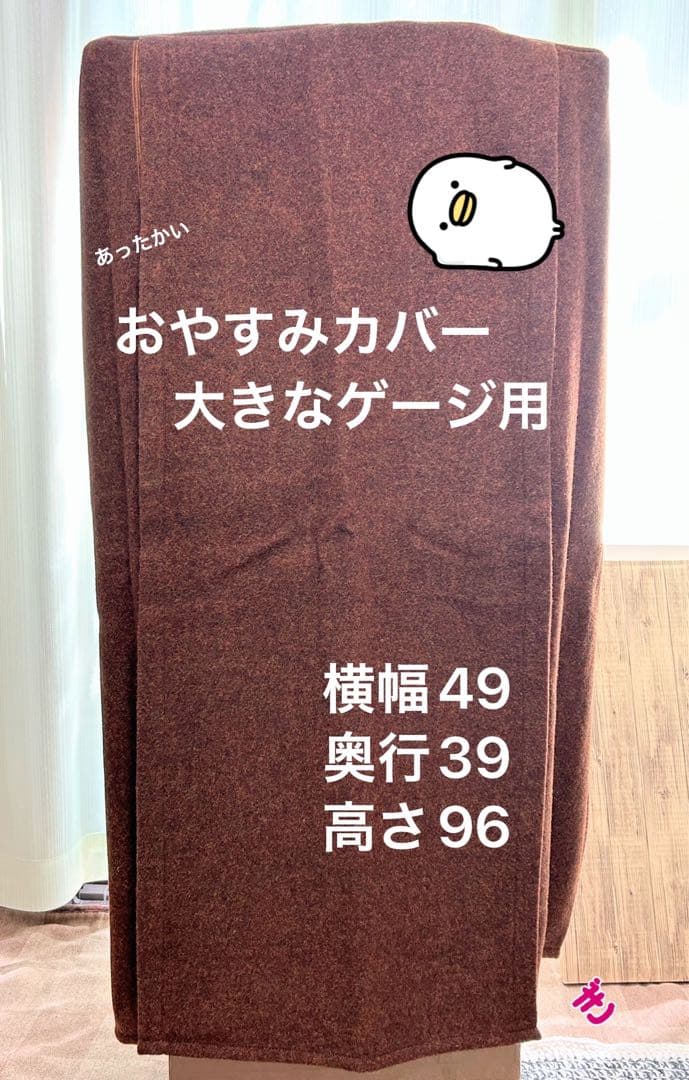 あったかい
おやすみカバー
大きなゲージ用
横幅49
奥行39
高さ96